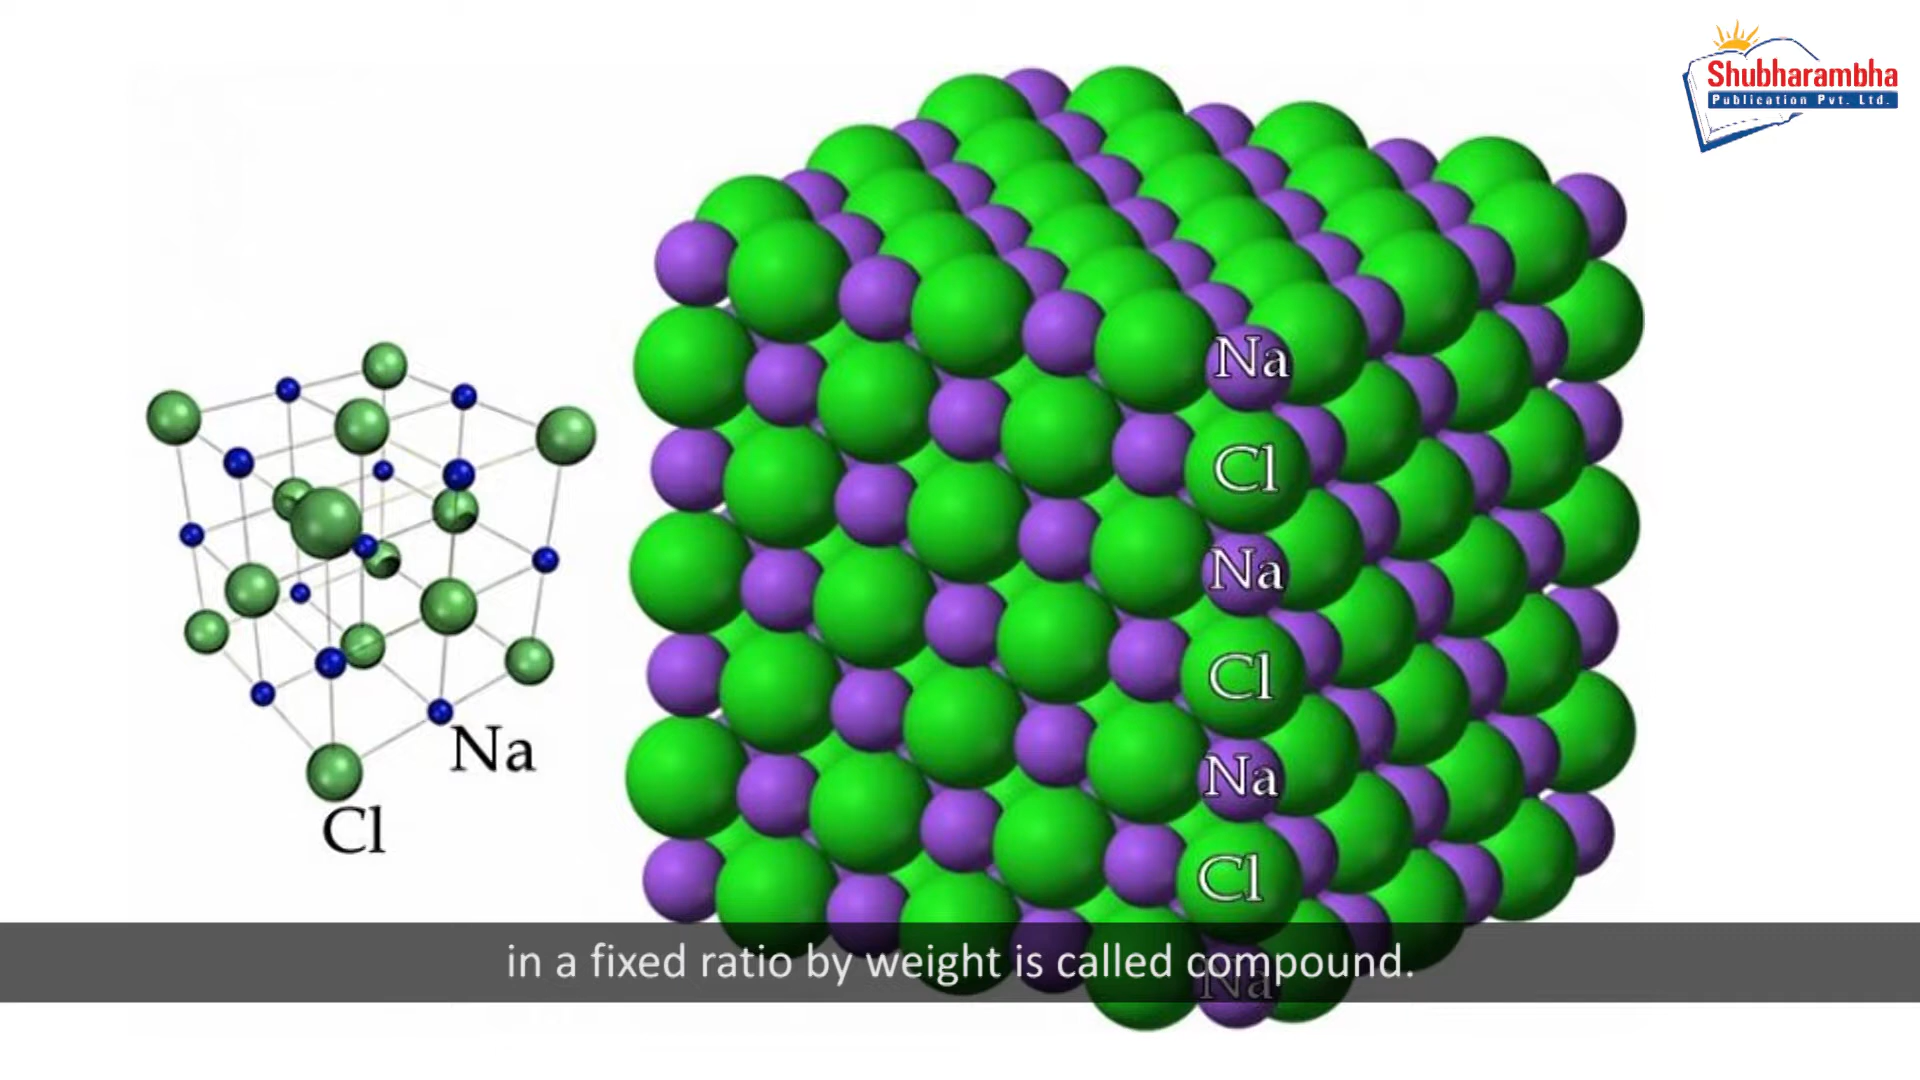 Shubharambha
Publication Pvt. Ltd.
Na
Cl
Na
Cl
Na
Cl
Na
Na
Cl
in a fixed ratio by weight is called compound.